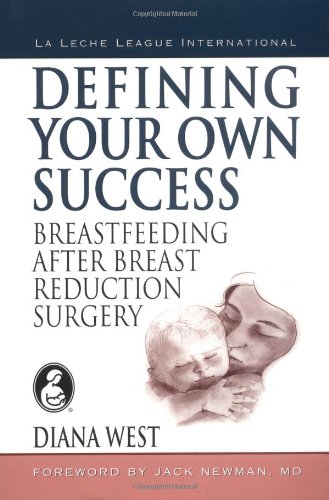 LA LECHE LEAGUE INTERNATIONAL
DEFINING
YOUR OWN
SUCCESS
BREASTFEEDING
AFTER BREAST
REDUCTION
SURGERY
®
DIANA WEST
FOREWORD BY JACK NEWMAN, MD